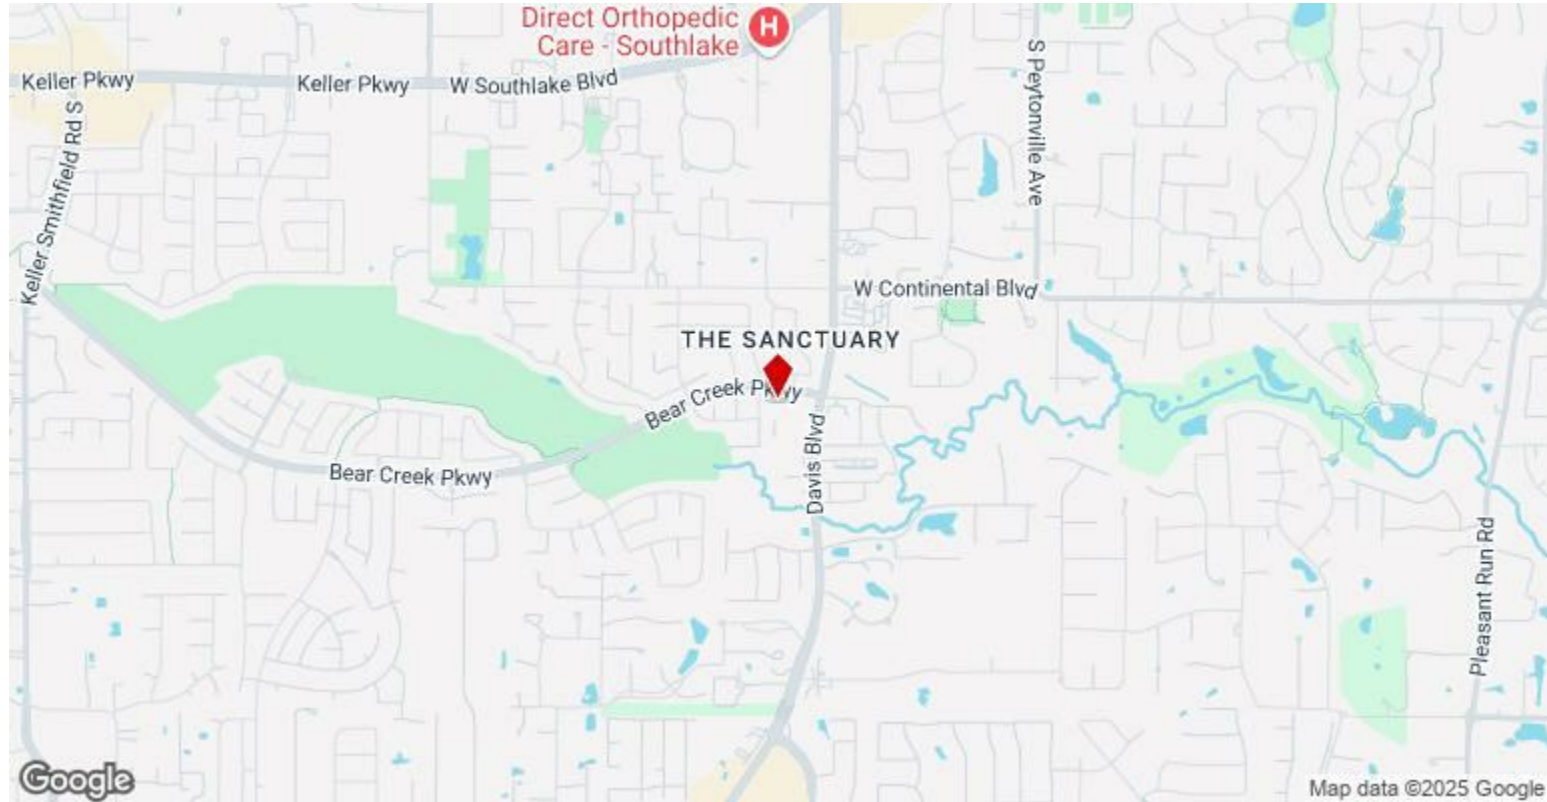 Direct Orthopedic
Care - Southlake
H
Keller Pkwy
Keller Pkwy
W Southlake Blvd
S Peytonville Ave
Keller Smithfield Rd S
W Continental Blvd
THE SANCTUARY
Bear Creek Pkwy
Bear Creek Pkwy
Davis Blvd
Pleasant Run Rd
Google
Map data ©2025 Google